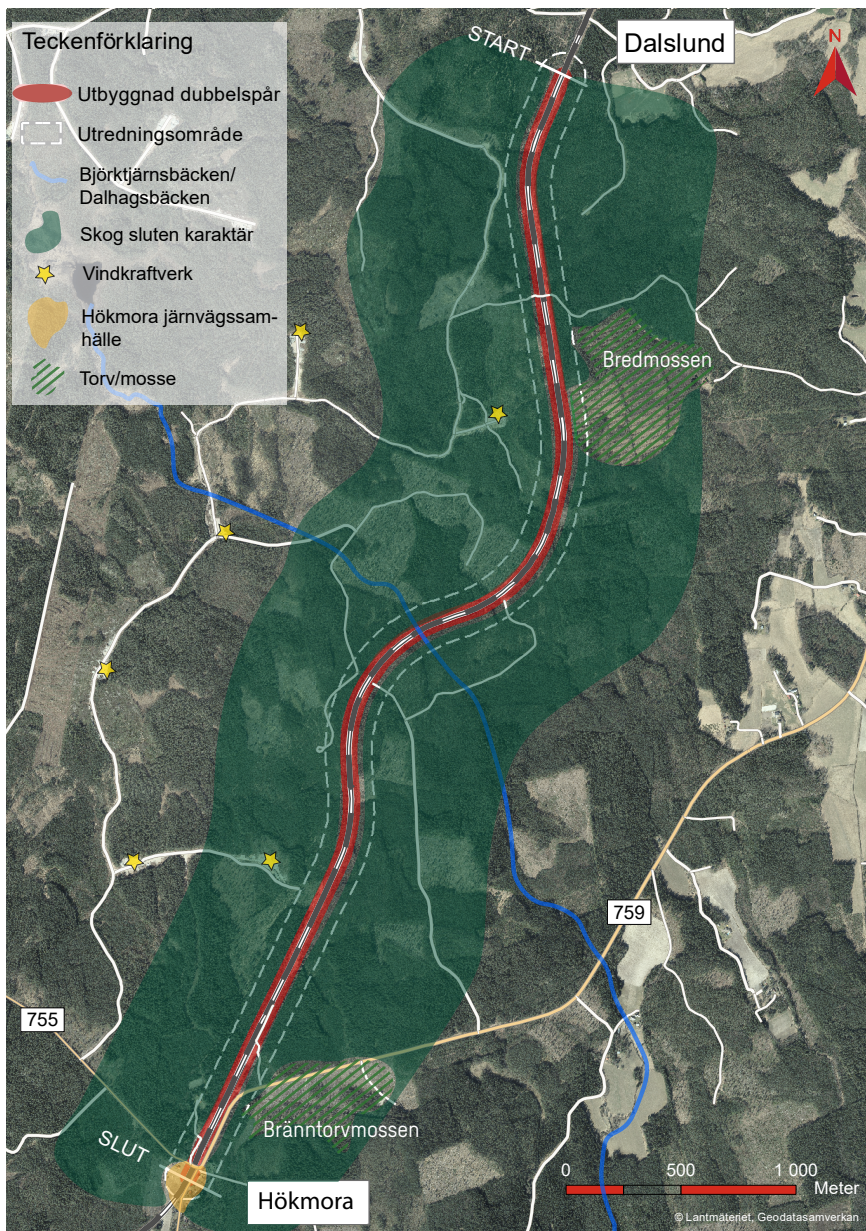 Teckenförklaring
Utbyggnad dubbelspår
Utredningsområde
Björktjärnsbäcken/
Dalhagsbäcken
Skog sluten karaktär
Vindkraftverk
Hökmora järnvägssam-
hälle
Torv/mosse
START
Dalslund
N
Bredmossen
759
755
Bränntorvmossen
SLUT
Hökmora
0 500 1 000
Meter
© Lantmäteriet, Geodatasamverkan